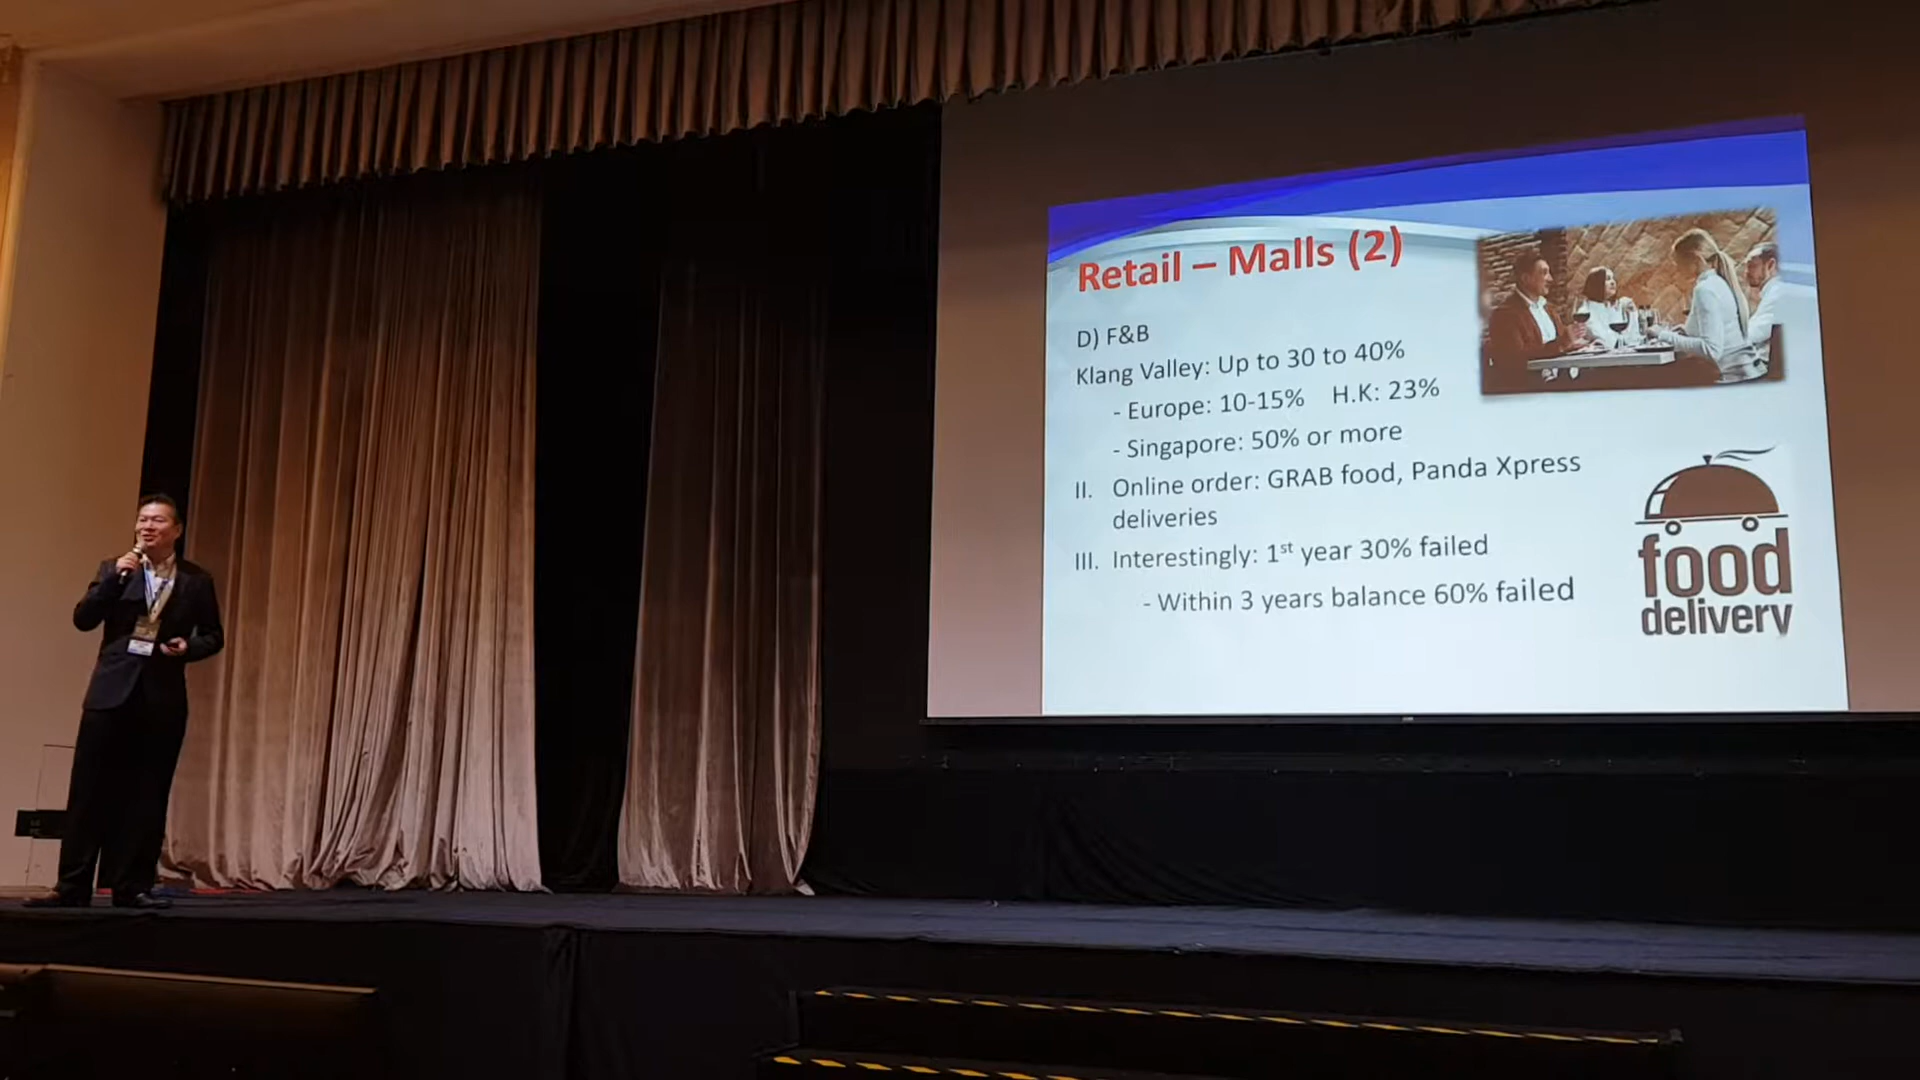 Retail – Malls (2)
D) F&B
Klang Valley: Up to 30 to 40%
- Europe: 10-15% H.K: 23%
- Singapore: 50% or more
II. Online order: GRAB food, Panda Xpress
deliveries
III. Interestingly: 1st year 30% failed
- Within 3 years balance 60% failed
food
delivery